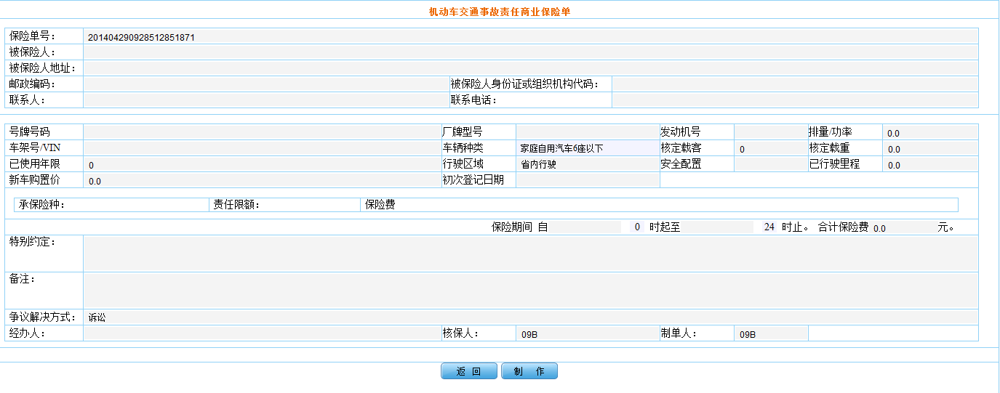 机动车交通事故责任商业保险单
保险单号: 201404290928512851871
被保险人:
被保险人地址:
邮政编码: 被保险人身份证或组织机构代码:
联系人: 联系电话:
号牌号码 厂牌型号 发动机号 排量/功率 0.0
车架号/VIN 车辆种类 家庭自用汽车6座以下 核定载客 0 核定载重 0.0
已使用年限 0 行驶区域 省内行驶 安全配置 已行驶里程 0.0
新车购置价 0.0 初次登记日期
承保险种: 责任限额: 保险费
保险期间 自 0 时起至 24 时止。 合计保险费 0.0 元。
特别约定:
备注:
争议解决方式: 诉讼
经办人: 核保人: 09B 制单人: 09B
返 回 制 作